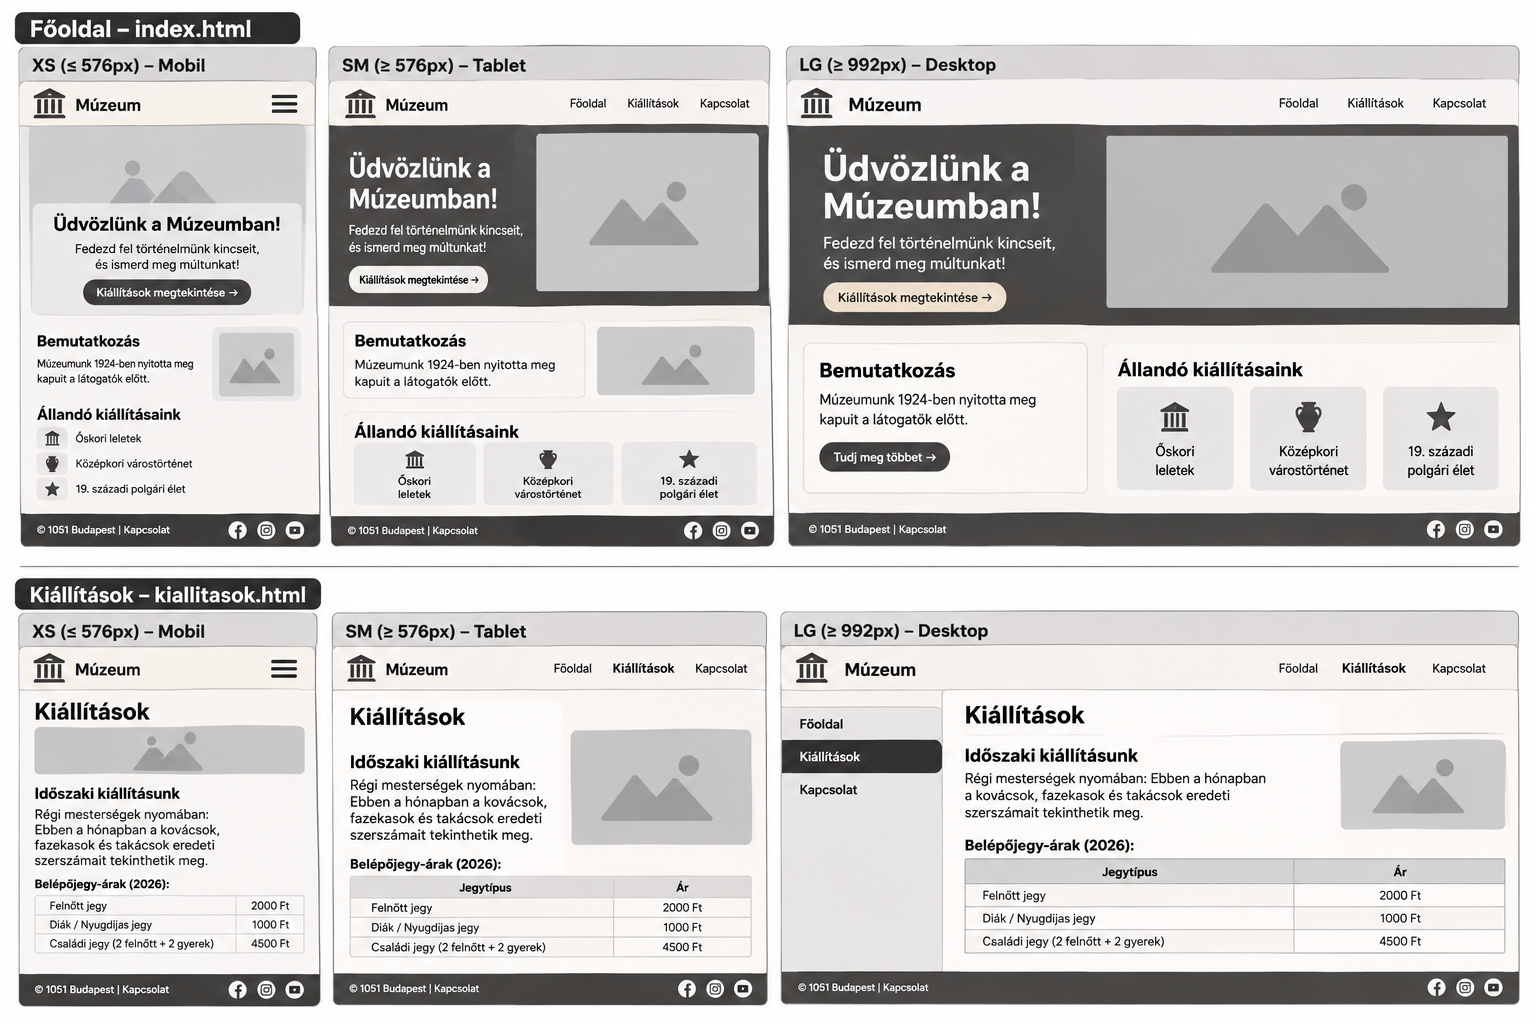 Főoldal – index.html
XS (≤ 576px) – Mobil
Múzeum
Üdvözlünk a Múzeumban!
Fedezd fel történelmünk kincseit,
és ismerd meg múltunkat!
Kiállítások megtekintése →
Bemutatkozás
Múzeumunk 1924-ben nyitotta meg
kapuit a látogatók előtt.
Állandó kiállításaink
Őskori leletek
Középkori várostörténet
19. századi polgári élet
© 1051 Budapest | Kapcsolat
SM (≥ 576px) – Tablet
Múzeum
Főoldal Kiállítások Kapcsolat
Üdvözlünk a
Múzeumban!
Fedezd fel történelmünk kincseit,
és ismerd meg múltunkat!
Kiállítások megtekintése →
Bemutatkozás
Múzeumunk 1924-ben nyitotta meg
kapuit a látogatók előtt.
Állandó kiállításaink
Őskori
leletek
Középkori
várostörténet
19. századi
polgári élet
© 1051 Budapest | Kapcsolat
LG (≥ 992px) – Desktop
Múzeum
Főoldal Kiállítások Kapcsolat
Üdvözlünk a
Múzeumban!
Fedezd fel történelmünk kincseit,
és ismerd meg múltunkat!
Kiállítások megtekintése →
Bemutatkozás
Múzeumunk 1924-ben nyitotta meg
kapuit a látogatók előtt.
Tudj meg többet →
Állandó kiállításaink
Őskori
leletek
Középkori
várostörténet
19. századi
polgári élet
© 1051 Budapest | Kapcsolat
Kiállítások – kiallitasok.html
XS (≤ 576px) – Mobil
Múzeum
Kiállítások
Időszaki kiállításunk
Régi mesterségek nyomában:
Ebben a hónapban a kovácsok,
fazekasok és takácsok eredeti
szerszámait tekinthetik meg.
Belépőjegy-árak (2026):
Felnőtt jegy 2000 Ft
Diák / Nyugdíjas jegy 1000 Ft
Családi jegy (2 felnőtt + 2 gyerek) 4500 Ft
© 1051 Budapest | Kapcsolat
SM (≥ 576px) – Tablet
Múzeum
Főoldal Kiállítások Kapcsolat
Kiállítások
Időszaki kiállításunk
Régi mesterségek nyomában:
Ebben a hónapban a kovácsok,
fazekasok és takácsok eredeti
szerszámait tekinthetik meg.
Belépőjegy-árak (2026):
Jegytípus Ár
Felnőtt jegy 2000 Ft
Diák / Nyugdíjas jegy 1000 Ft
Családi jegy (2 felnőtt + 2 gyerek) 4500 Ft
© 1051 Budapest | Kapcsolat
LG (≥ 992px) – Desktop
Múzeum
Főoldal Kiállítások Kapcsolat
Főoldal
Kiállítások
Kapcsolat
Kiállítások
Időszaki kiállításunk
Régi mesterségek nyomában: Ebben a hónapban
a kovácsok, fazekasok és takácsok eredeti
szerszámait tekinthetik meg.
Belépőjegy-árak (2026):
Jegytípus Ár
Felnőtt jegy 2000 Ft
Diák / Nyugdíjas jegy 1000 Ft
Családi jegy (2 felnőtt + 2 gyerek) 4500 Ft
© 1051 Budapest | Kapcsolat